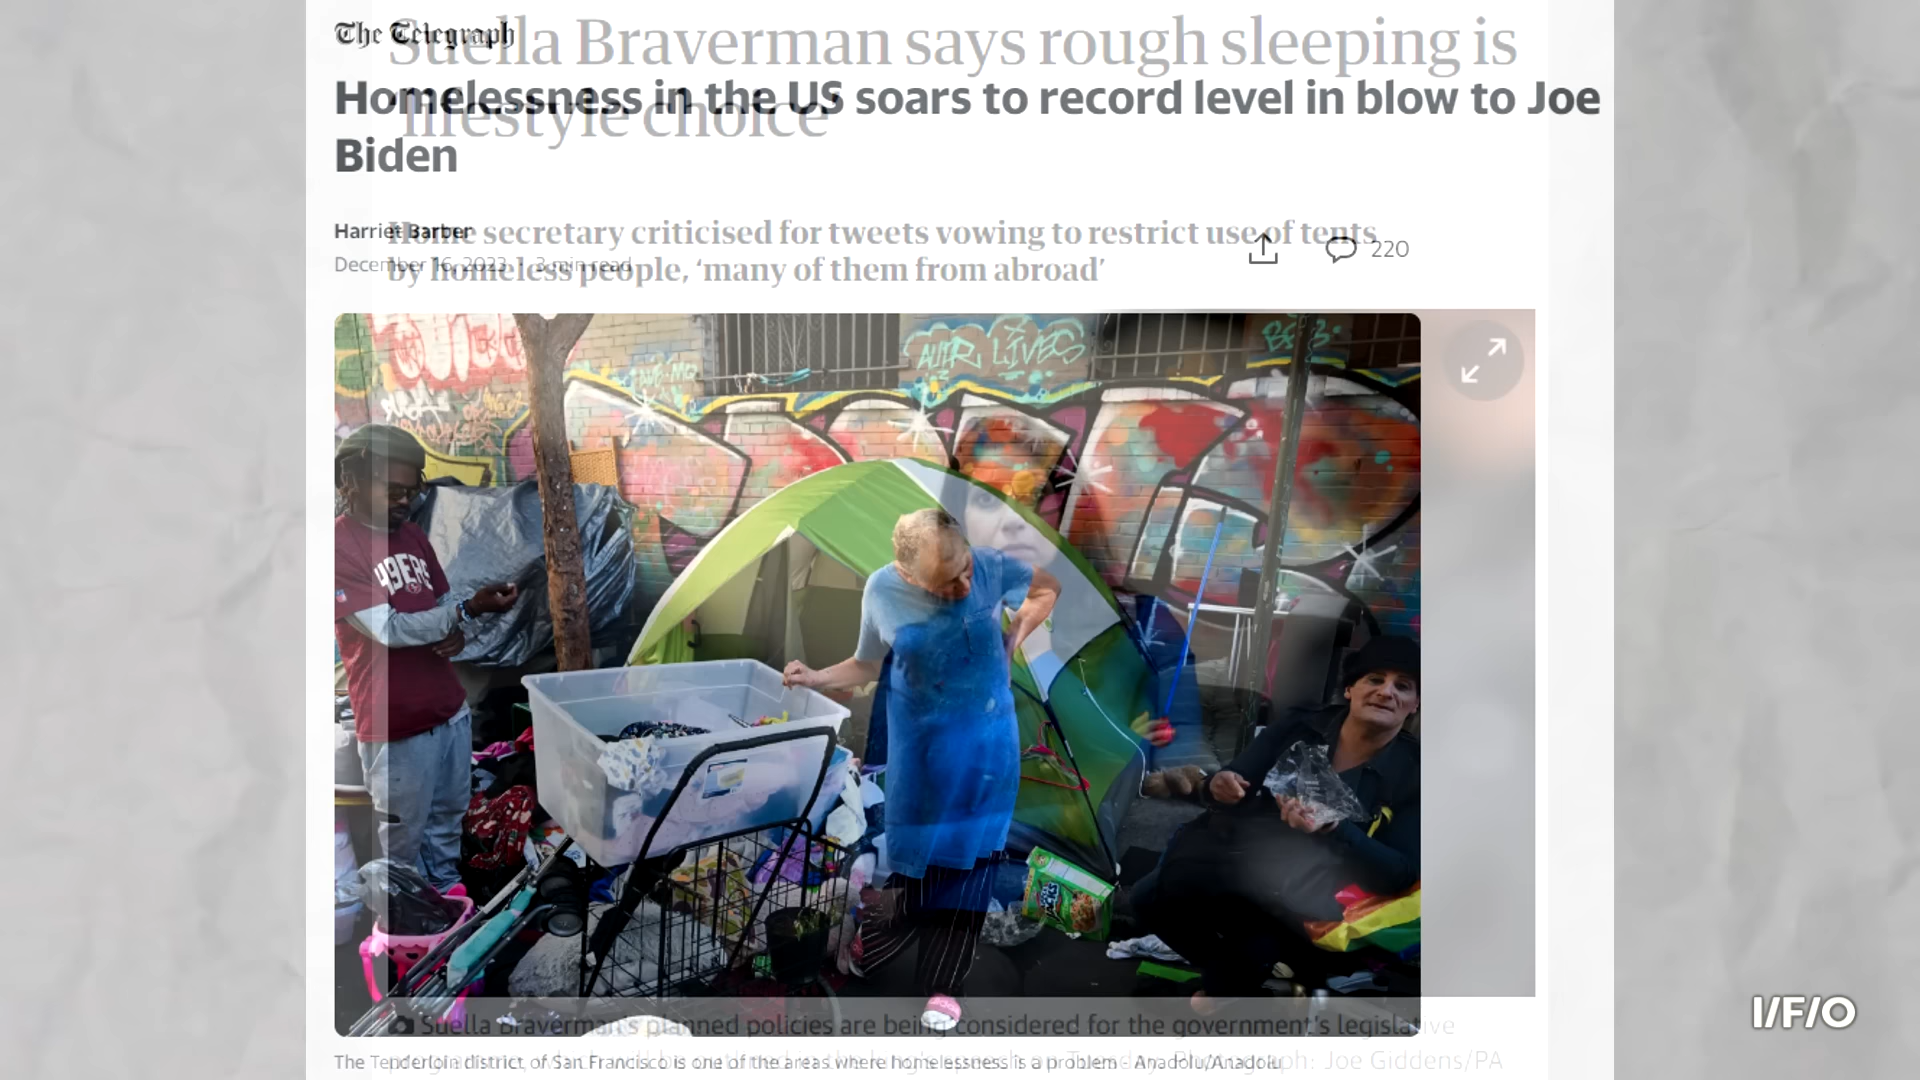 The Telegraph
Suella Braverman says rough sleeping is
lifestyle choice
Homelessness in the US soars to record level in blow to Joe
Biden
Harriet Barber
December 16, 2023 · 3 min read
Home secretary criticised for tweets vowing to restrict use of tents
by homeless people, ‘many of them from abroad’
220
49ERS
Suella Braverman's planned policies are being considered for the government's legislative
Tuesday. Photograph: Joe Giddens/PA
The Tenderloin district of San Francisco is one of the areas where homelessness is a problem - Anadolu/Anadolu
I/F/O